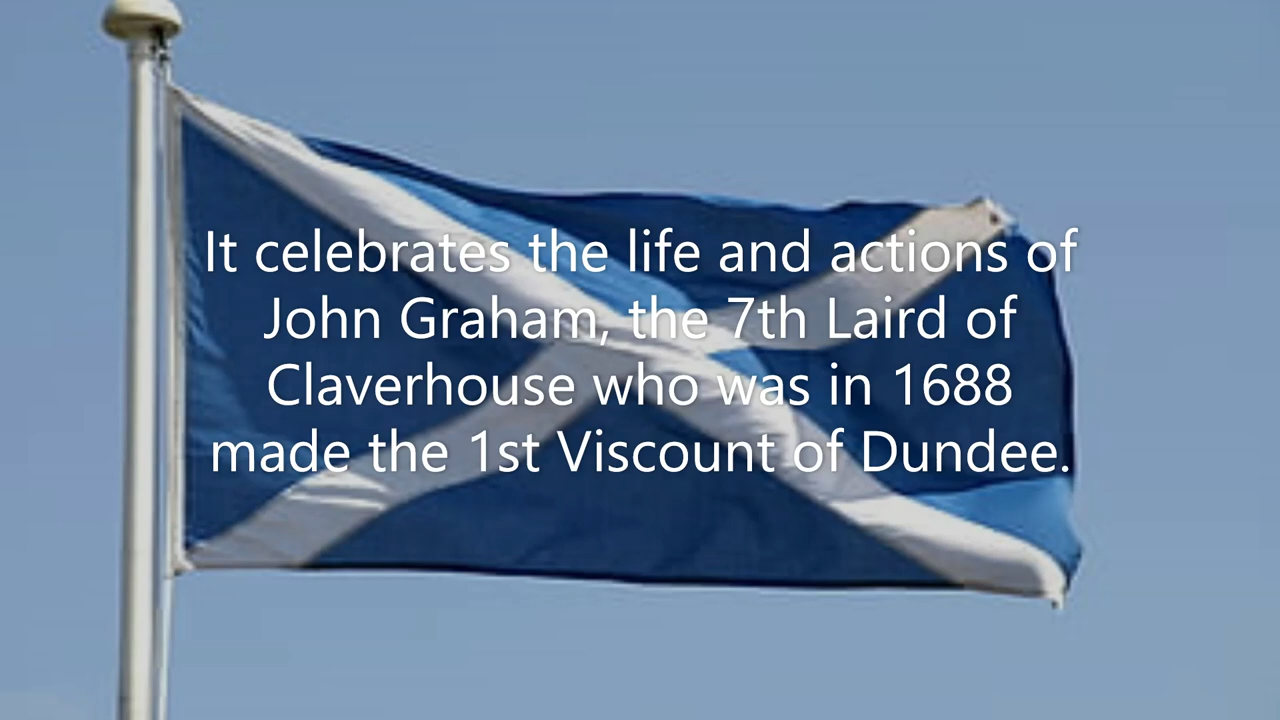 It celebrates the life and actions of
John Graham, the 7th Laird of
Claverhouse who was in 1688
made the 1st Viscount of Dundee.